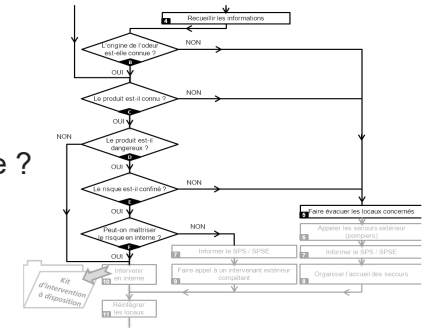 4 Recueillir les informations
L'origine de l'odeur
est-elle connue ?
NON
B
OUI
Le produit est-il connu ?
NON
C
OUI
Le produit est-il
dangereux ?
NON
D
OUI
Le risque est-il confiné ?
NON
E
OUI
Peut-on maîtriser
le risque en interne ?
NON
F
OUI
e ?
5 Faire évacuer les locaux concernés
6 Appeler les secours extérieur
(pompiers)
7 Informer le SPS / SPSE
7 Informer le SPS / SPSE
9 Faire appel à un intervenant extérieur
compétent
8 Organiser l'accueil des secours
Kit
d'intervention
à disposition
10 Intervenir
en interne
11 Réintégrer
les locaux